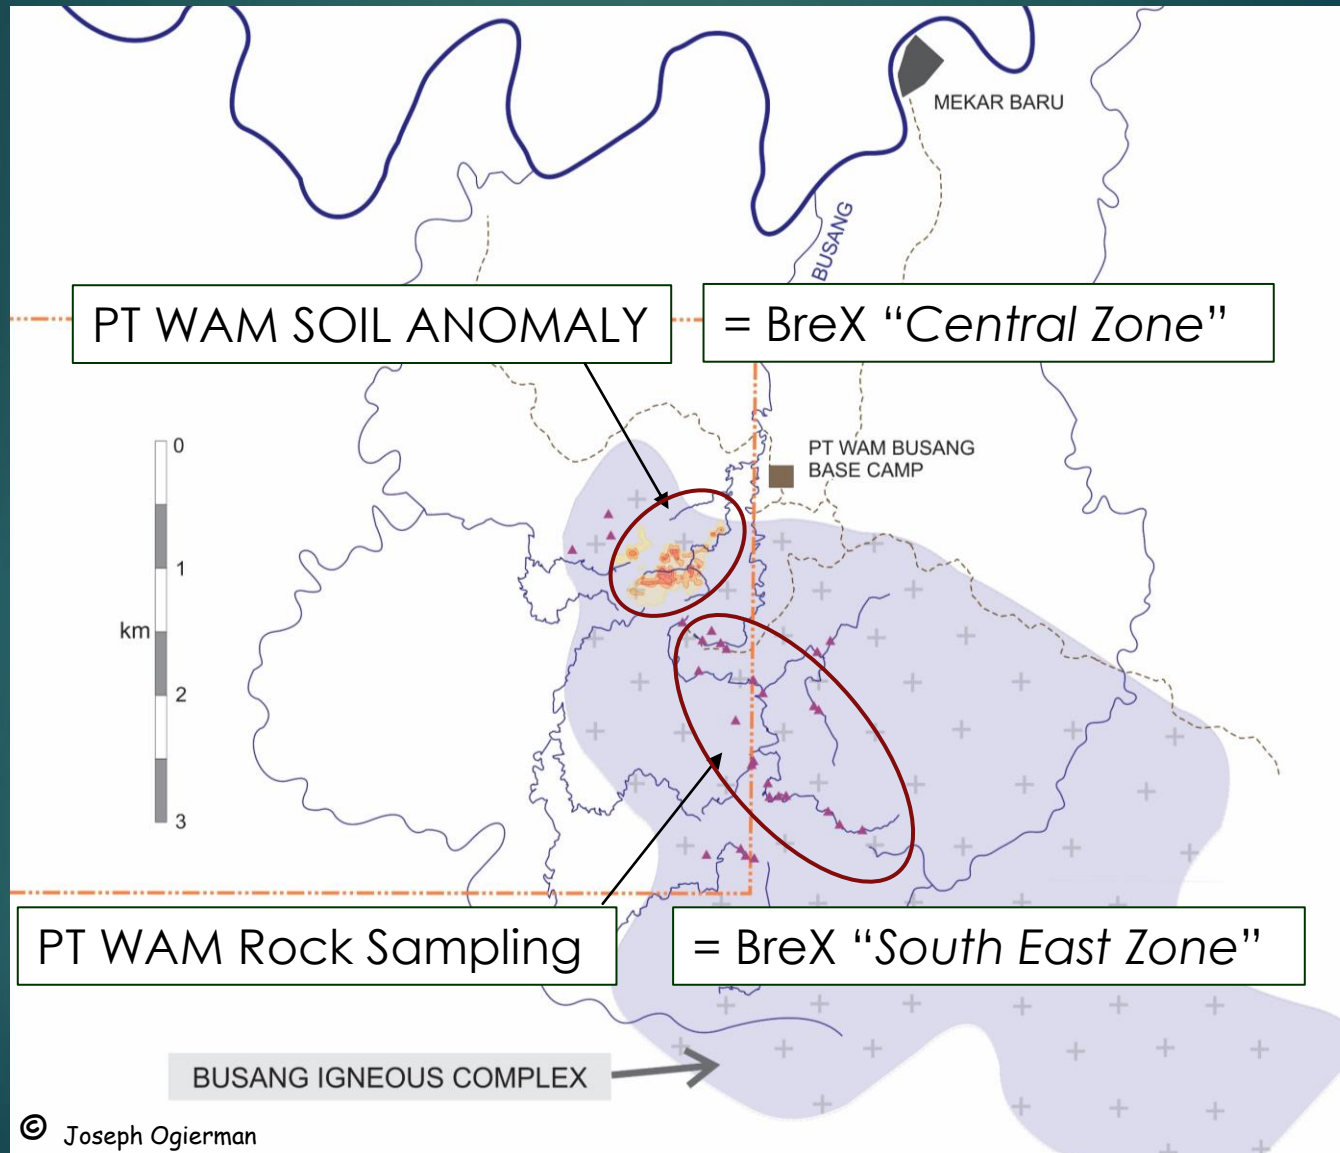 MEKAR BARU
BUSANG
PT WAM SOIL ANOMALY
= BreX “Central Zone”
PT WAM BUSANG
BASE CAMP
0
1
km
2
3
PT WAM Rock Sampling
= BreX “South East Zone”
BUSANG IGNEOUS COMPLEX
© Joseph Ogierman